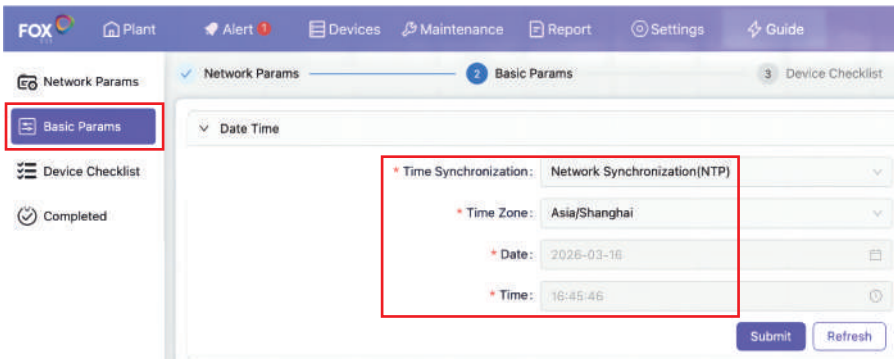 FOX Plant Alert 1 Devices Maintenance Report Settings Guide
Network Params
Basic Params
Device Checklist
Completed
Network Params 2 Basic Params 3 Device Checklist
Date Time
* Time Synchronization: Network Synchronization(NTP)
* Time Zone: Asia/Shanghai
* Date: 2026-03-16
* Time: 16:45:46
Submit Refresh